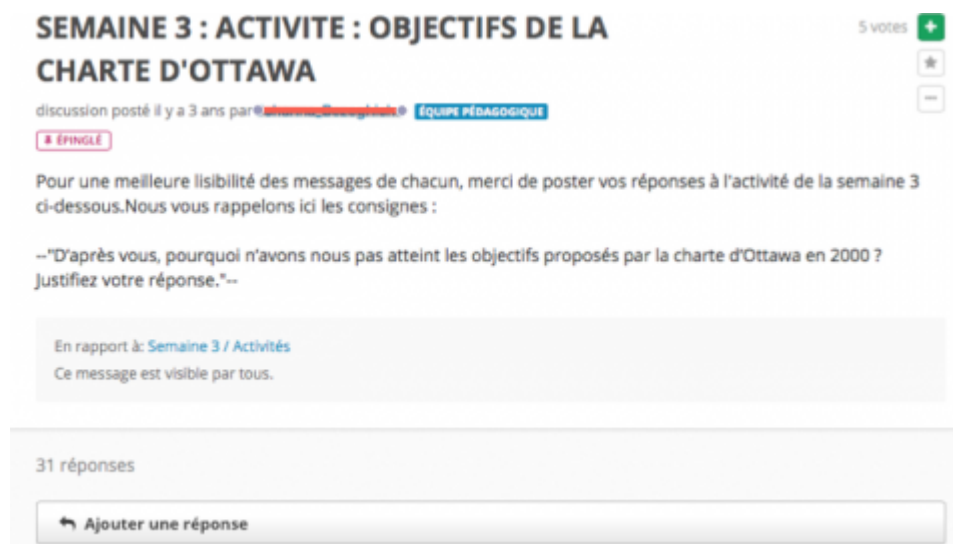 SEMAINE 3 : ACTIVITE : OBJECTIFS DE LA
CHARTE D'OTTAWA
5 votes
discussion posté il y a 3 ans par
ÉQUIPE PÉDAGOGIQUE
ÉPINGLÉ
Pour une meilleure lisibilité des messages de chacun, merci de poster vos réponses à l'activité de la semaine 3
ci-dessous.Nous vous rappelons ici les consignes :
--"D'après vous, pourquoi n'avons nous pas atteint les objectifs proposés par la charte d'Ottawa en 2000 ?
Justifiez votre réponse."--
En rapport à: Semaine 3 / Activités
Ce message est visible par tous.
31 réponses
Ajouter une réponse